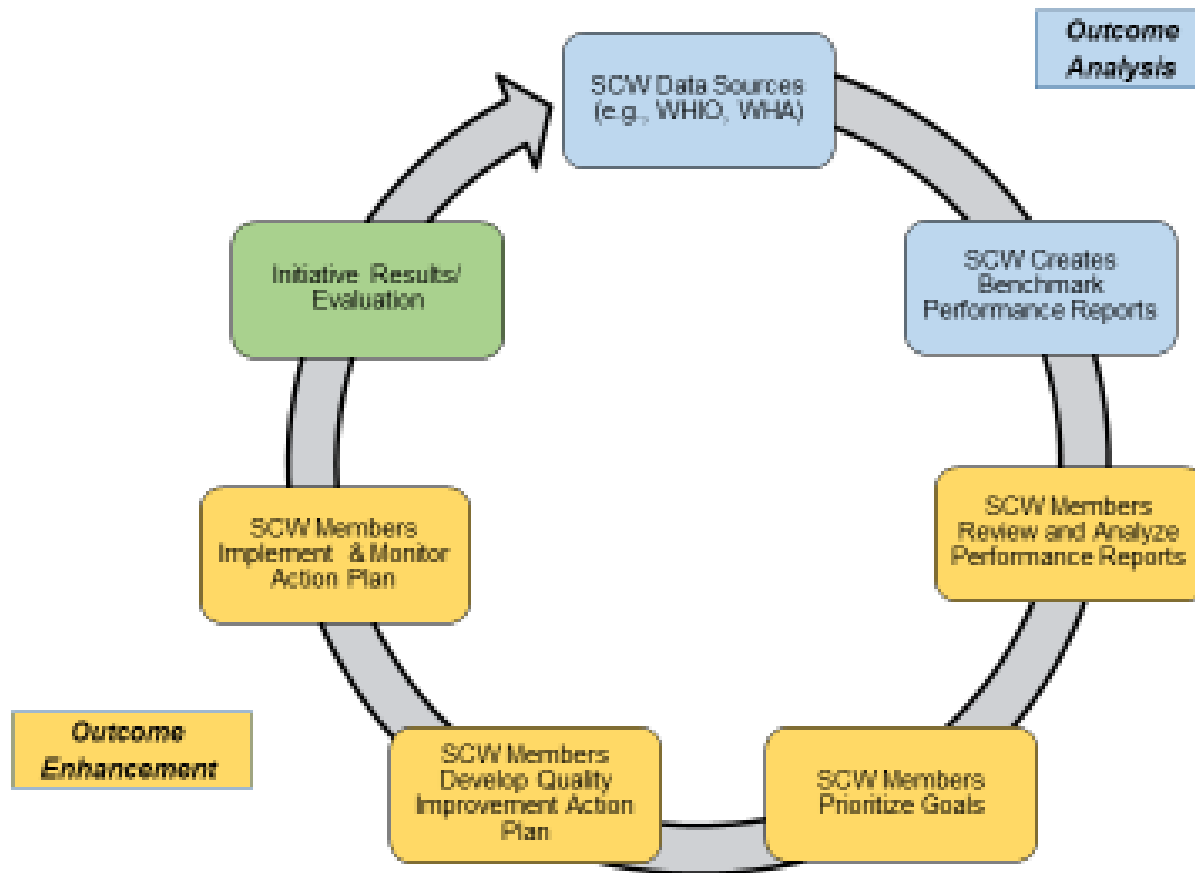 Outcome
Analysis
SCW Data Sources
(e.g., WHIO, WHA)
SCW Creates
Benchmark
Performance Reports
SCW Members
Review and Analyze
Performance Reports
SCW Members
Prioritize Goals
SCW Members
Develop Quality
Improvement Action
Plan
SCW Members
Implement & Monitor
Action Plan
Initiative Results/
Evaluation
Outcome
Enhancement